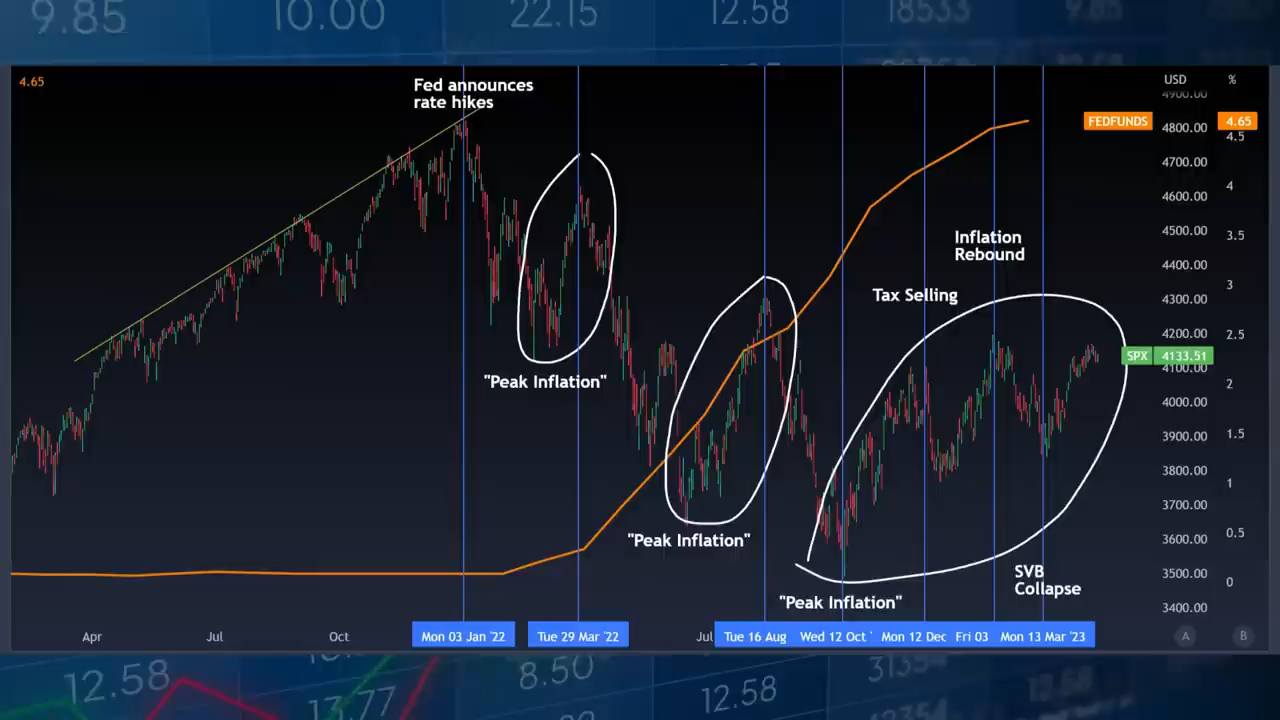 9.85
10.00
22.15
12.58
18533
9.85
4.65
Fed announces
rate hikes
USD
%
4900.00
FEDFUNDS
4.65
4800.00
4.5
4700.00
4600.00
4
4500.00
3.5
Inflation
Rebound
4400.00
4300.00
3
Tax Selling
4200.00
2.5
SPX
4133.51
4100.00
2
"Peak Inflation"
4000.00
3900.00
1.5
3800.00
1
3700.00
0.5
3600.00
"Peak Inflation"
3500.00
0
SVB
Collapse
"Peak Inflation"
3400.00
Apr
Jul
Oct
Mon 03 Jan '22
Tue 29 Mar '22
Jul
Tue 16 Aug
Wed 12 Oct '
Mon 12 Dec
Fri 03
Mon 13 Mar '23
A
B
12.58
13.77
8.50
12.58
31354